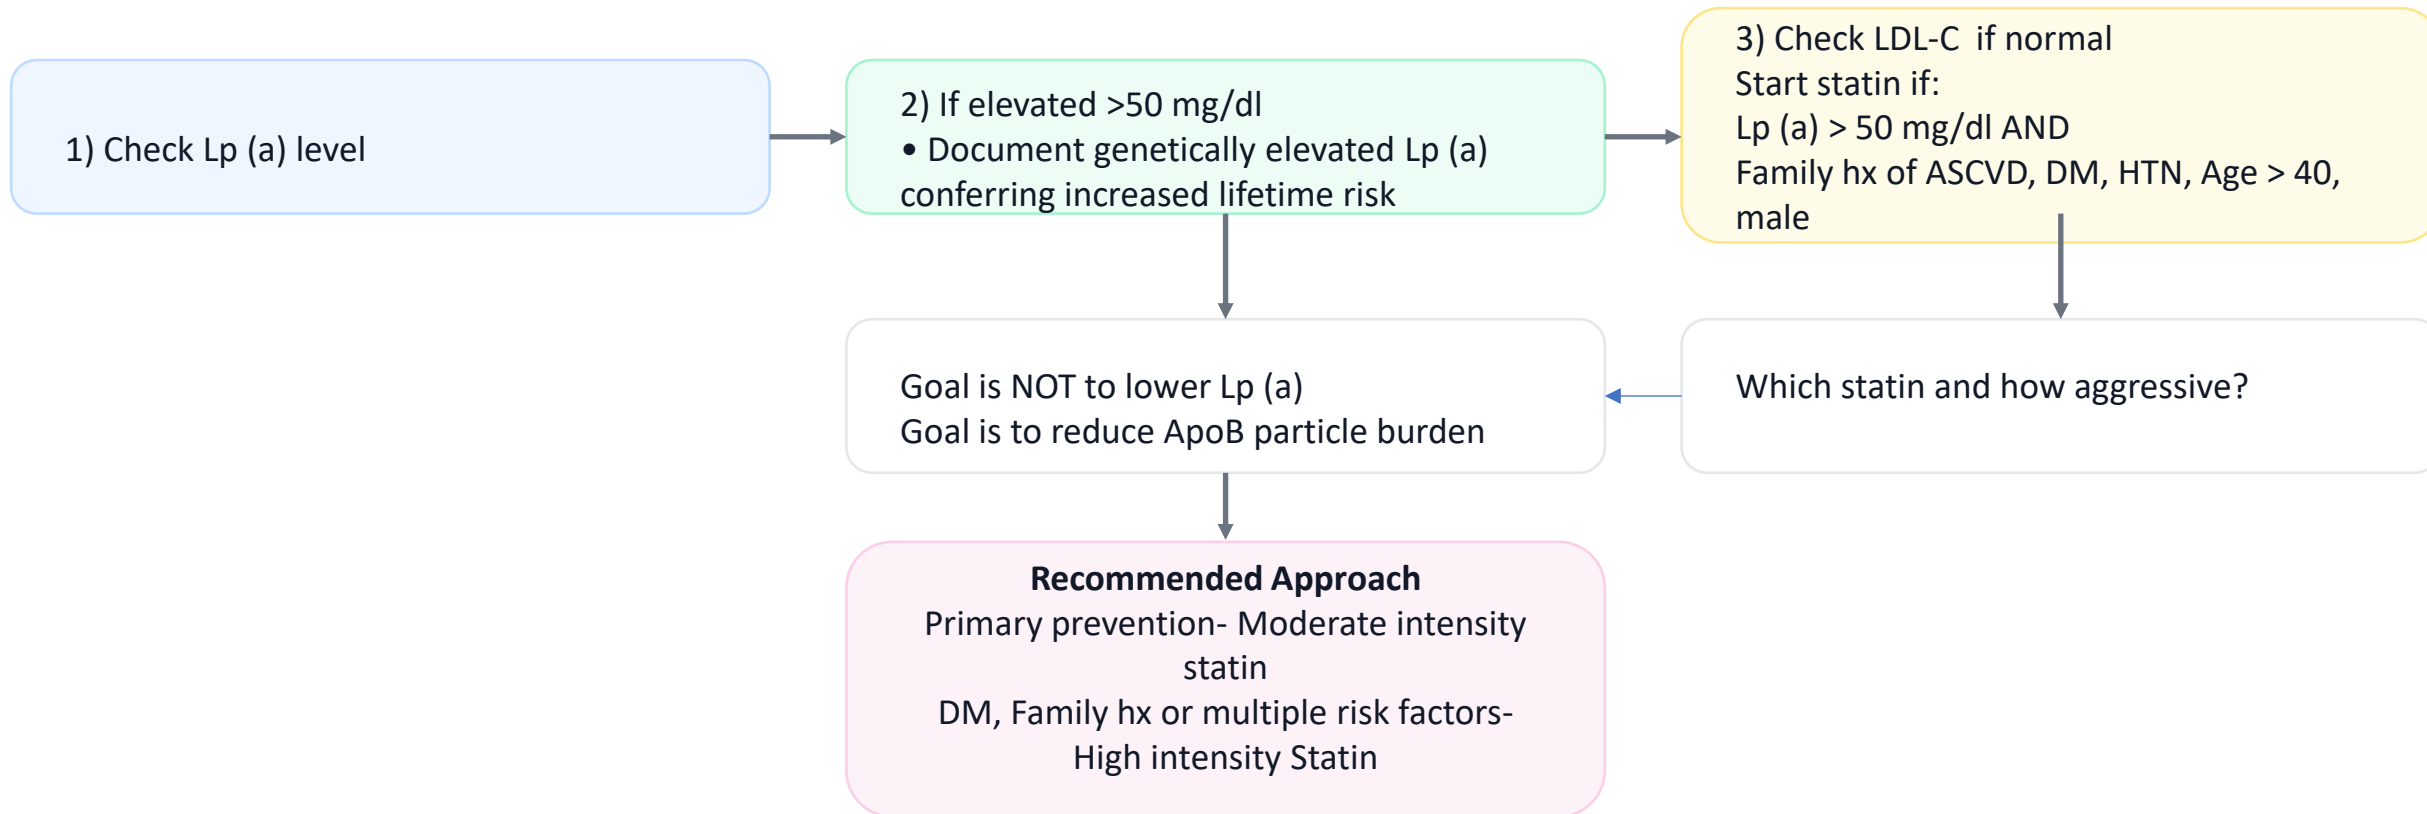 1) Check Lp (a) level
2) If elevated >50 mg/dl
• Document genetically elevated Lp (a)
conferring increased lifetime risk
3) Check LDL-C  if normal
Start statin if:
Lp (a) > 50 mg/dl AND
Family hx of ASCVD, DM, HTN, Age > 40,
male
Goal is NOT to lower Lp (a)
Goal is to reduce ApoB particle burden
Which statin and how aggressive?
Recommended Approach
Primary prevention- Moderate intensity
statin
DM, Family hx or multiple risk factors-
High intensity Statin